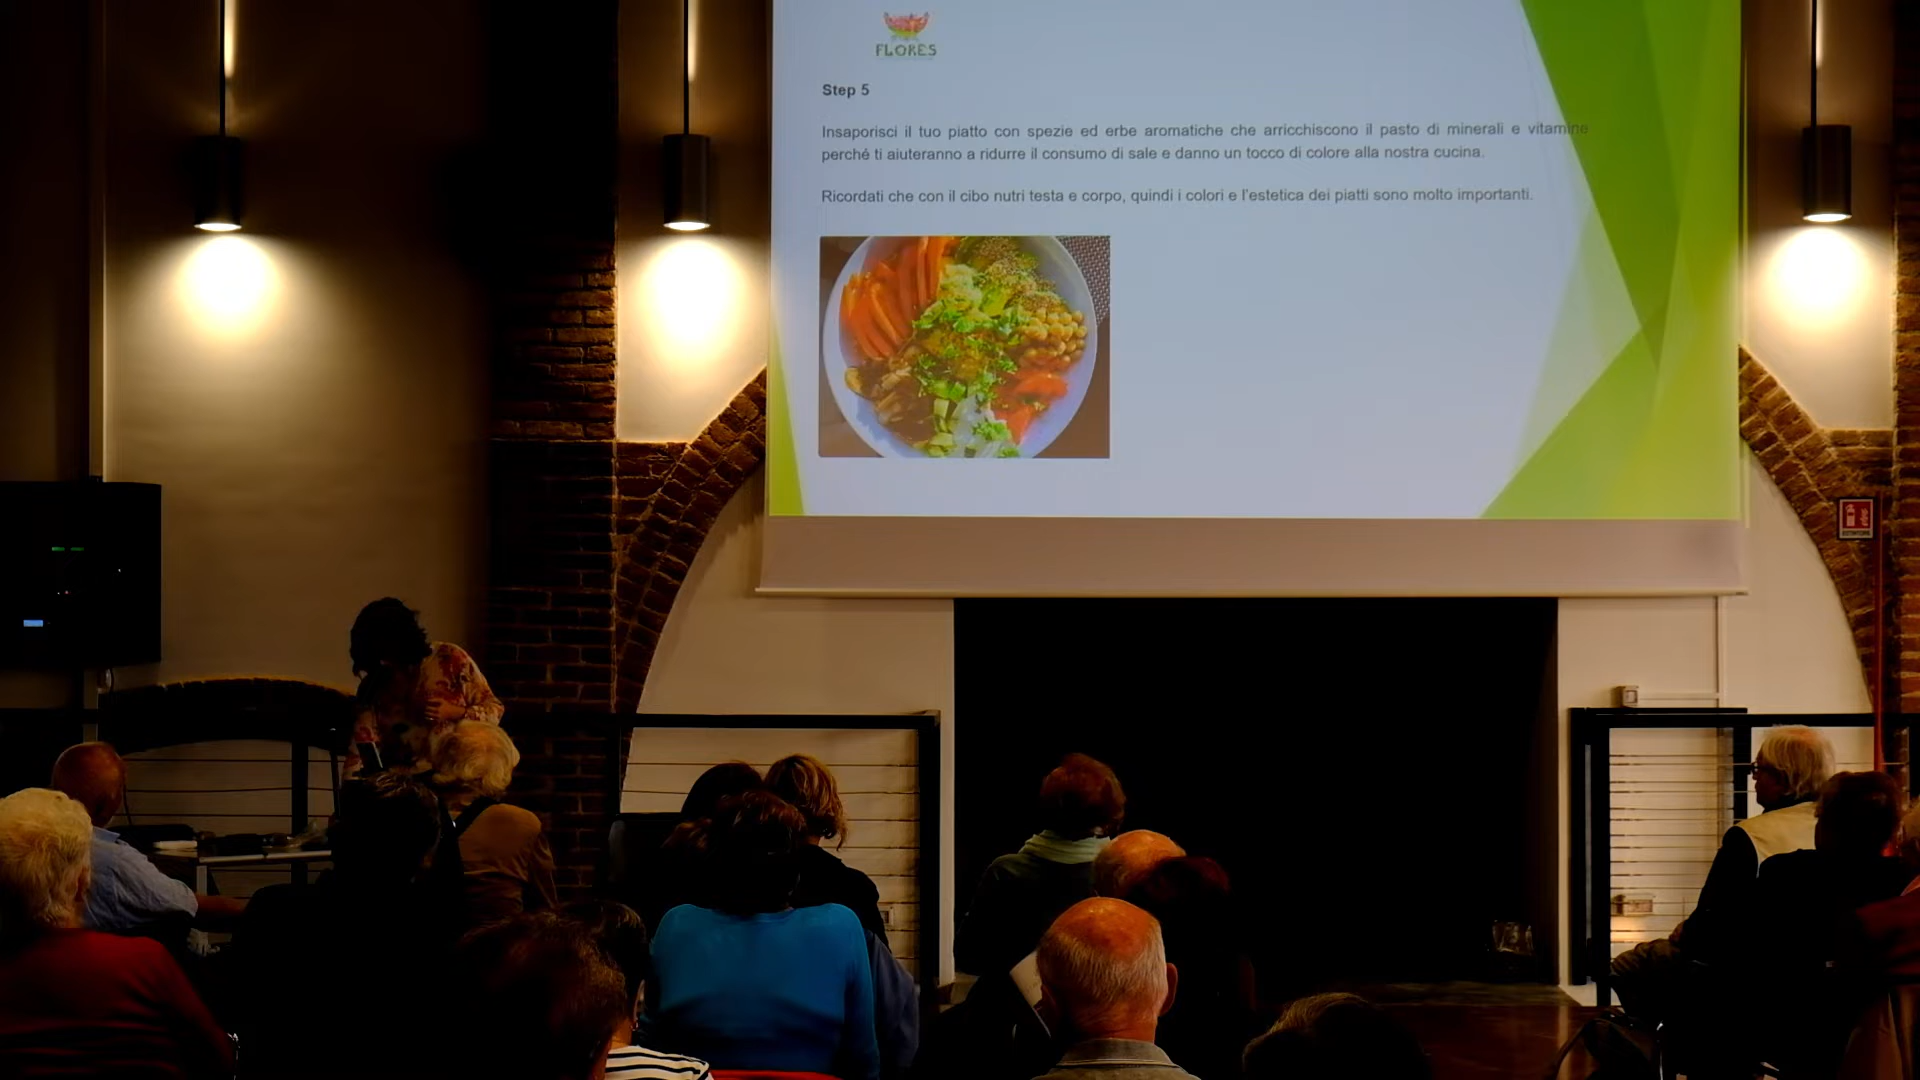 FLORES
Step 5
Insaporisci il tuo piatto con spezie ed erbe aromatiche che arricchiscono il pasto di minerali e vitamine
perché ti aiuteranno a ridurre il consumo di sale e danno un tocco di colore alla nostra cucina.
Ricordati che con il cibo nutri testa e corpo, quindi i colori e l'estetica dei piatti sono molto importanti.